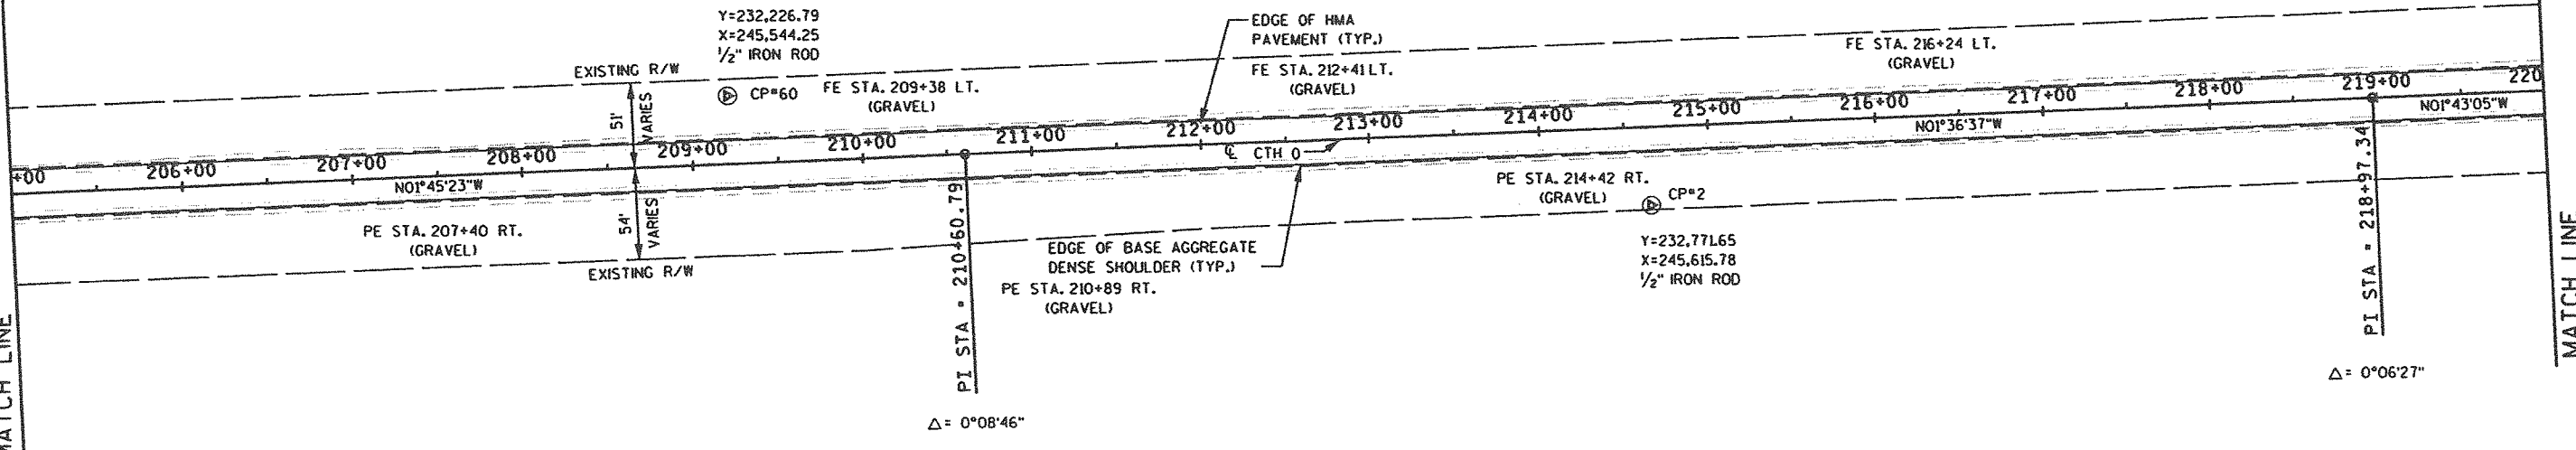 Y=232,226.79
X=245,544.25
1/2" IRON ROD
CP#60
EXISTING R/W
FE STA. 209+38 LT.
(GRAVEL)
EDGE OF HMA
PAVEMENT (TYP.)
FE STA. 212+41 LT.
(GRAVEL)
FE STA. 216+24 LT.
(GRAVEL)
51'
VARIES
+00
206+00
207+00
208+00
209+00
210+00
211+00
212+00
213+00
214+00
215+00
216+00
217+00
218+00
219+00
220
N01°45'23"W
N01°36'37"W
N01°43'05"W
℄ CTH O
54'
VARIES
PE STA. 207+40 RT.
(GRAVEL)
EXISTING R/W
PI STA = 210+60.79
EDGE OF BASE AGGREGATE
DENSE SHOULDER (TYP.)
PE STA. 210+89 RT.
(GRAVEL)
PE STA. 214+42 RT.
(GRAVEL)
CP#2
Y=232,771.65
X=245,615.78
1/2" IRON ROD
PI STA = 218+97.34
MATCH LINE
MATCH LINE
Δ= 0°08'46"
Δ= 0°06'27"